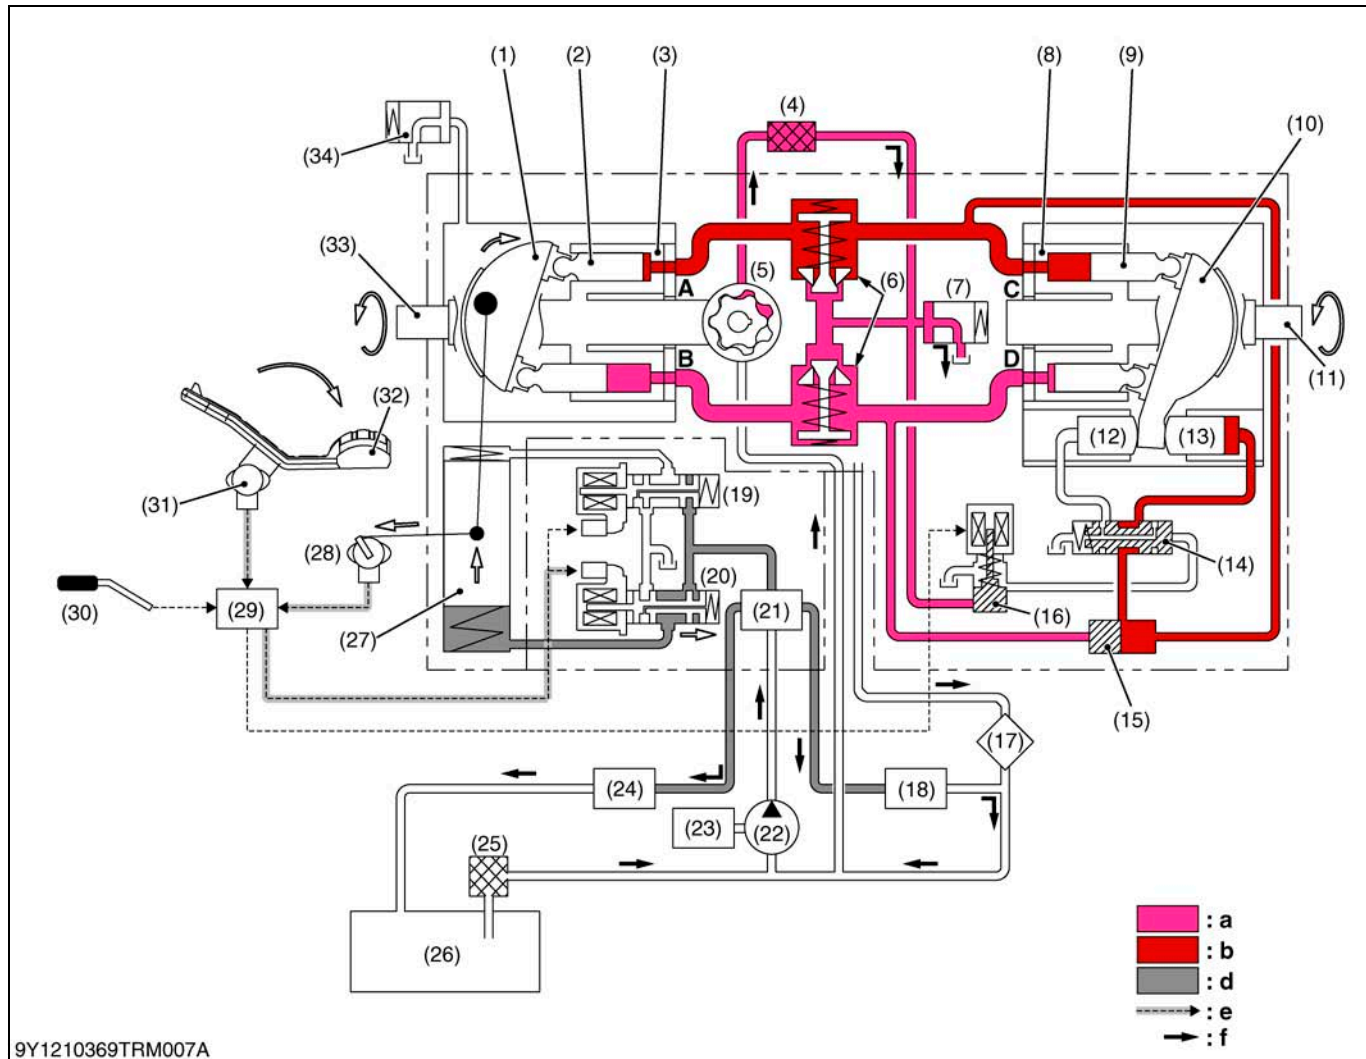 (1) (2) (3) (8) (9)
(4)
(10)
(34)
(33)
A
(5)
(6)
(7)
C
B
D
(11)
(32)
(31)
(12) (13)
(19)
(28)
(14)
(20)
(30)
(29)
(27)
(21)
(16)
(15)
(17)
(24)
(18)
(23)
(22)
(25)
(26)
: a
: b
: d
: e
: f
9Y1210369TRM007A